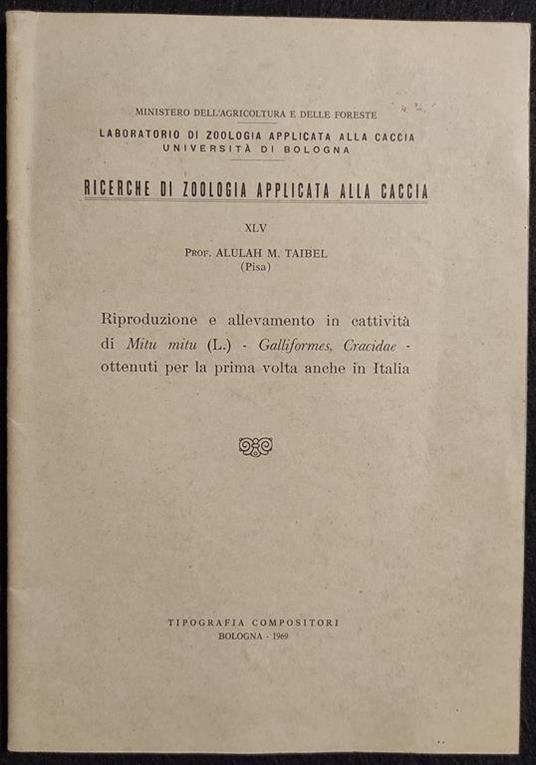 MINISTERO DELL'AGRICOLTURA E DELLE FORESTE
LABORATORIO DI ZOOLOGIA APPLICATA ALLA CACCIA
UNIVERSITÀ DI BOLOGNA
RICERCHE DI ZOOLOGIA APPLICATA ALLA CACCIA
XLV
PROF. ALULAH M. TAIBEL
(Pisa)
Riproduzione e allevamento in cattività
di Mitu mitu (L.) - Galliformes, Cracidae -
ottenuti per la prima volta anche in Italia
TIPOGRAFIA COMPOSITORI
BOLOGNA - 1969